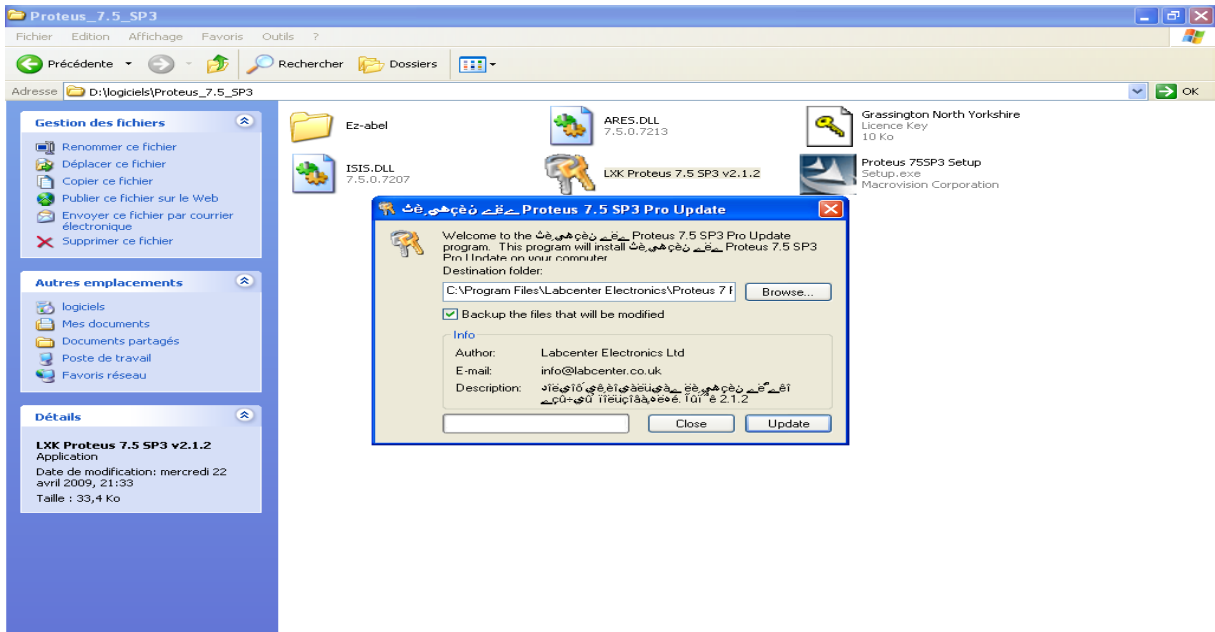 Proteus_7.5_SP3
Fichier Edition Affichage Favoris Outils ?
Précédente Rechercher Dossiers
Adresse D:\logiciels\Proteus_7.5_SP3 OK
Gestion des fichiers
Renommer ce fichier
Déplacer ce fichier
Copier ce fichier
Publier ce fichier sur le Web
Envoyer ce fichier par courrier
électronique
Supprimer ce fichier
Autres emplacements
logiciels
Mes documents
Documents partagés
Poste de travail
Favoris réseau
Détails
LXK Proteus 7.5 SP3 v2.1.2
Application
Date de modification: mercredi 22
avril 2009, 21:33
Taille : 33,4 Ko
Ez-abel
ARES.DLL
7.5.0.7213
Grassington North Yorkshire
Licence Key
10 Ko
ISIS.DLL
7.5.0.7207
LXK Proteus 7.5 SP3 v2.1.2
Proteus 75SP3 Setup
Setup.exe
Macrovision Corporation
Proteus 7.5 SP3 Pro Update
Welcome to the Proteus 7.5 SP3 Pro Update
program. This program will install Proteus 7.5 SP3
Pro Update on your computer
Destination folder:
C:\Program Files\Labcenter Electronics\Proteus 7 Browse...
Backup the files that will be modified
Info
Author: Labcenter Electronics Ltd
E-mail: info@labcenter.co.uk
Description:
2.1.2
Close Update